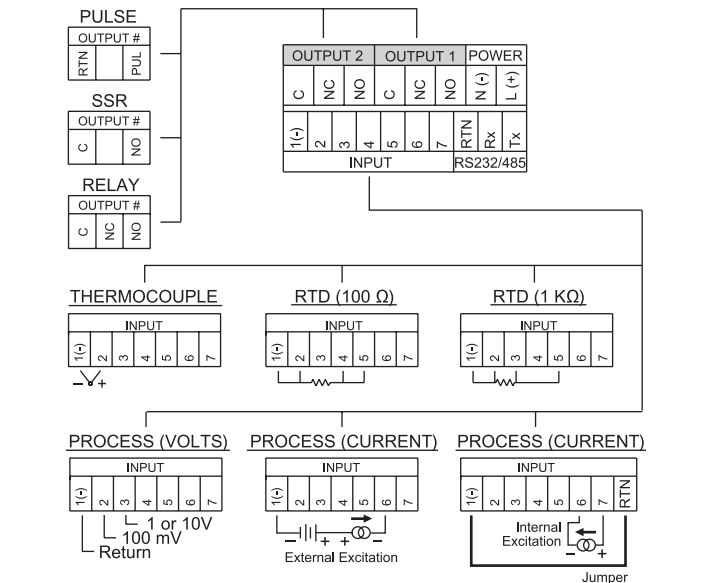 PULSE
OUTPUT #
RTN PUL
SSR
OUTPUT #
C NO
RELAY
OUTPUT #
C NC NO
OUTPUT 2 OUTPUT 1 POWER
C NC NO C NC NO N (-) L (+)
1(-) 2 3 4 5 6 7 RTN Rx Tx
INPUT RS232/485
THERMOCOUPLE
INPUT
1(-) 2 3 4 5 6 7
− +
RTD (100 Ω)
INPUT
1(-) 2 3 4 5 6 7
RTD (1 KΩ)
INPUT
1(-) 2 3 4 5 6 7
PROCESS (VOLTS)
INPUT
1(-) 2 3 4 5 6 7
1 or 10V
100 mV
Return
PROCESS (CURRENT)
INPUT
1(-) 2 3 4 5 6 7
− + + −
External Excitation
PROCESS (CURRENT)
INPUT
1(-) 2 3 4 5 6 7 RTN
Internal
Excitation
− +
Jumper